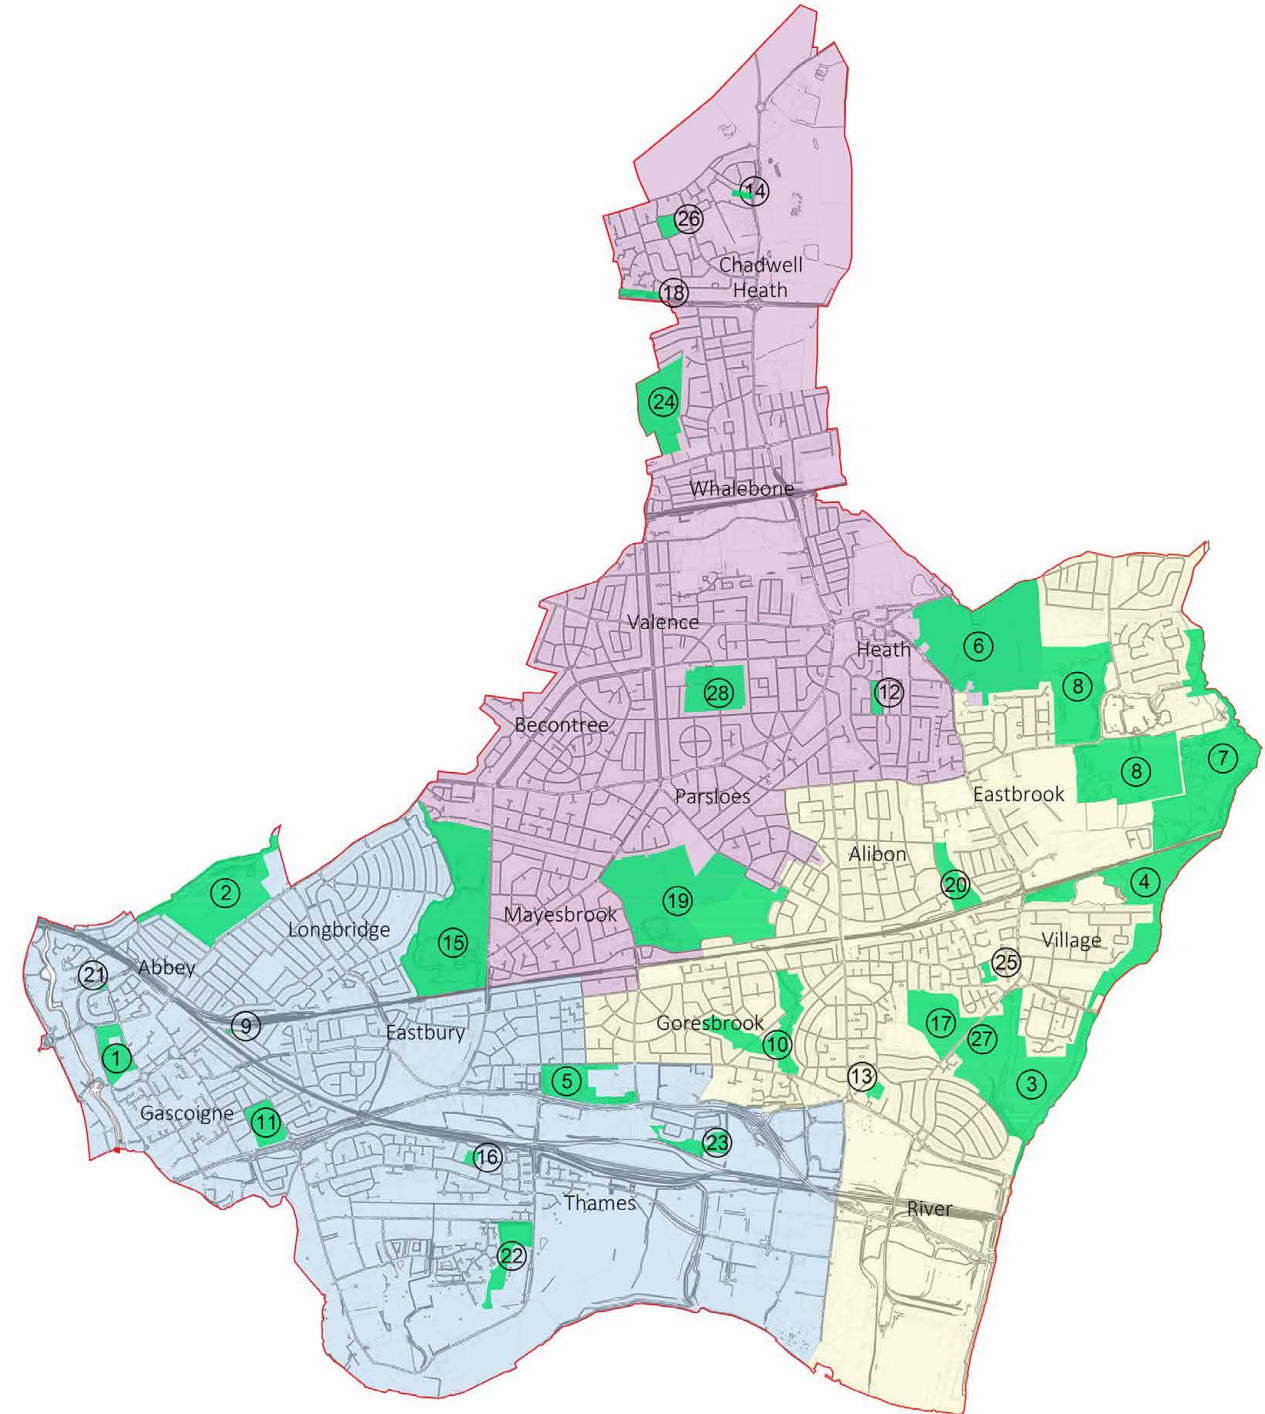 14
26
Chadwell
Heath
18
24
Whalebone
Valence
Heath
6
8
12
28
Becontree
7
8
Parsloes
Eastbrook
Alibon
4
20
2
19
Mayesbrook
Longbridge
15
Village
25
Abbey
21
9
Eastbury
Goresbrook
17
27
10
1
5
13
3
Gascoigne
11
23
16
Thames
River
22